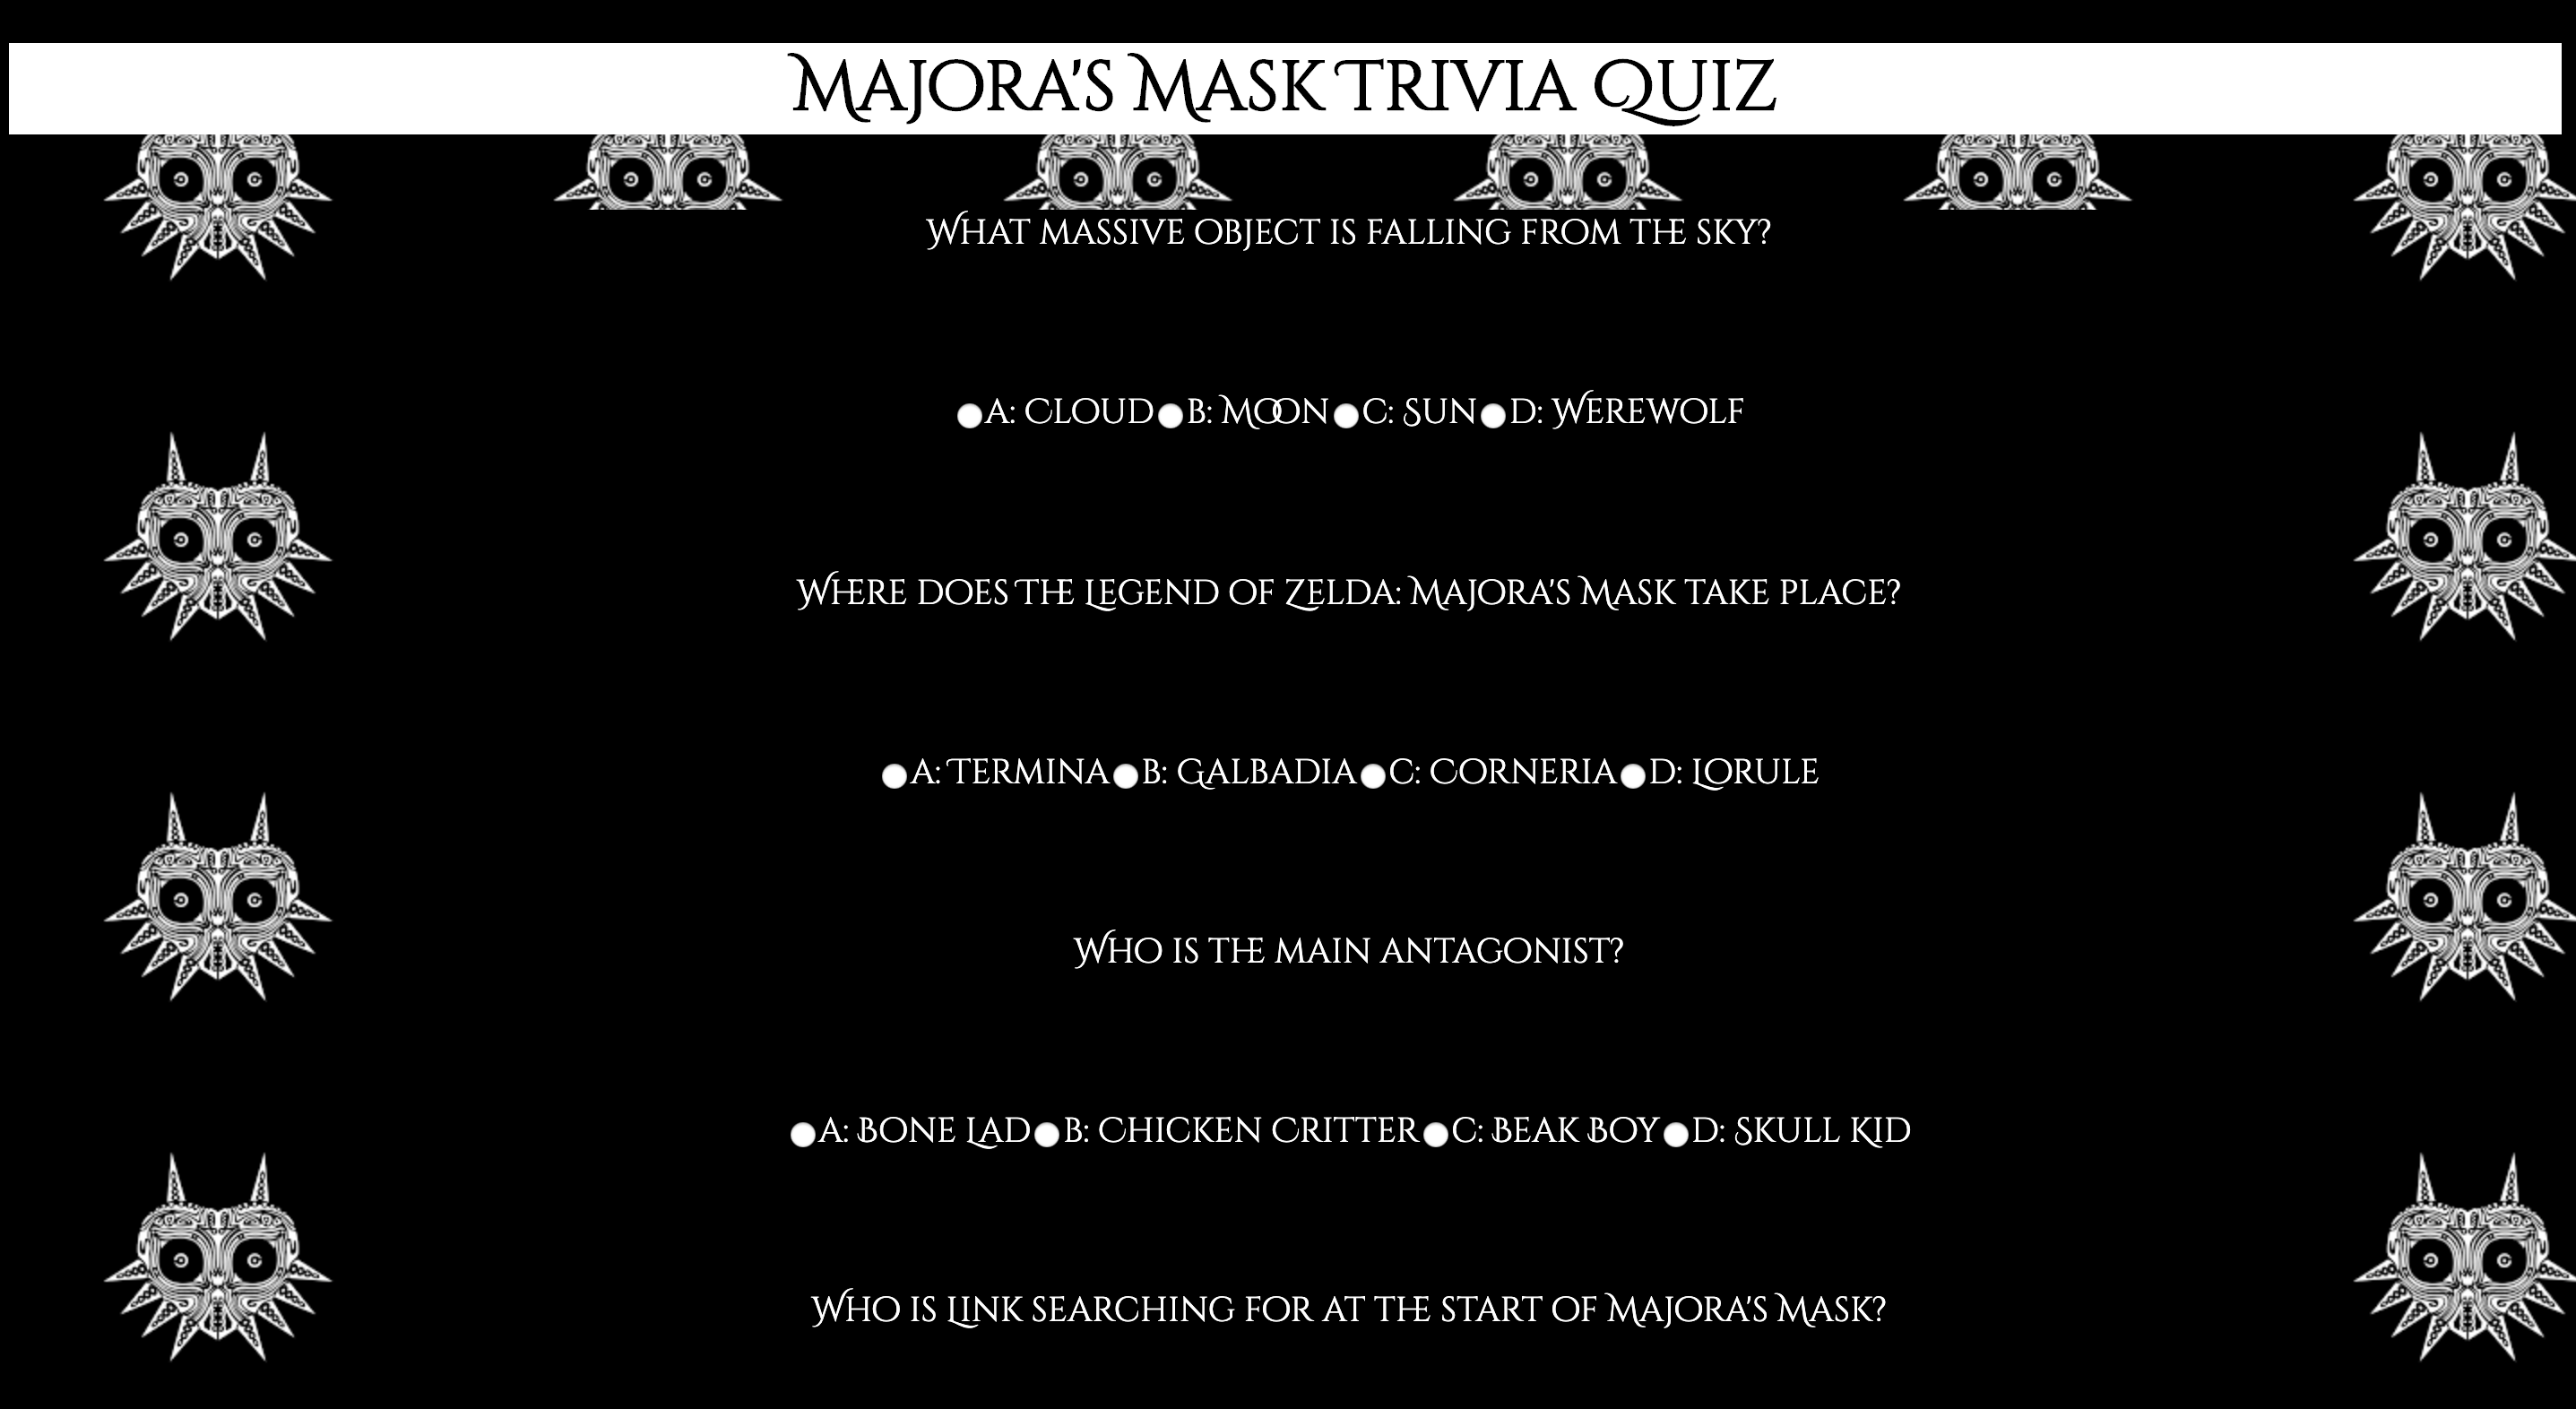 Majora's Mask Trivia Quiz
What massive object is falling from the sky?
A: Cloud B: Moon C: Sun D: Werewolf
Where does The Legend of Zelda: Majora's Mask take place?
A: Termina B: Galbadia C: Corneria D: Lorule
Who is the main antagonist?
A: Bone Lad B: Chicken Critter C: Beak Boy D: Skull Kid
Who is Link searching for at the start of Majora's Mask?